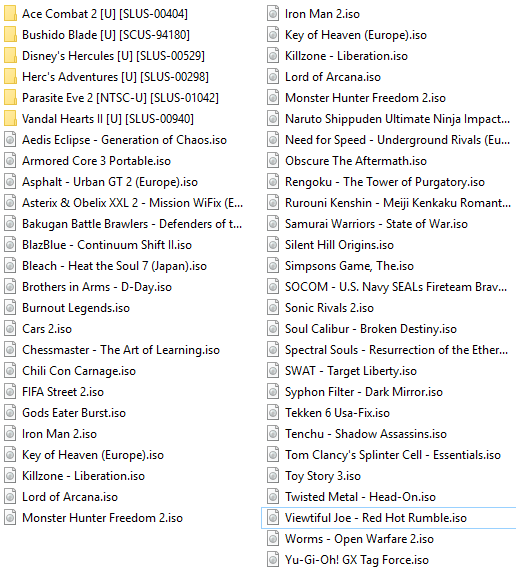 Ace Combat 2 [U] [SLUS-00404]
Bushido Blade [U] [SCUS-94180]
Disney's Hercules [U] [SLUS-00529]
Herc's Adventures [U] [SLUS-00298]
Parasite Eve 2 [NTSC-U] [SLUS-01042]
Vandal Hearts II [U] [SLUS-00940]
Aedis Eclipse - Generation of Chaos.iso
Armored Core 3 Portable.iso
Asphalt - Urban GT 2 (Europe).iso
Asterix & Obelix XXL 2 - Mission WiFix (E...
Bakugan Battle Brawlers - Defenders of t...
BlazBlue - Continuum Shift II.iso
Bleach - Heat the Soul 7 (Japan).iso
Brothers in Arms - D-Day.iso
Burnout Legends.iso
Cars 2.iso
Chessmaster - The Art of Learning.iso
Chili Con Carnage.iso
FIFA Street 2.iso
Gods Eater Burst.iso
Iron Man 2.iso
Key of Heaven (Europe).iso
Killzone - Liberation.iso
Lord of Arcana.iso
Monster Hunter Freedom 2.iso
Iron Man 2.iso
Key of Heaven (Europe).iso
Killzone - Liberation.iso
Lord of Arcana.iso
Monster Hunter Freedom 2.iso
Naruto Shippuden Ultimate Ninja Impact...
Need for Speed - Underground Rivals (Eu...
Obscure The Aftermath.iso
Rengoku - The Tower of Purgatory.iso
Rurouni Kenshin - Meiji Kenkaku Romant...
Samurai Warriors - State of War.iso
Silent Hill Origins.iso
Simpsons Game, The.iso
SOCOM - U.S. Navy SEALs Fireteam Brav...
Sonic Rivals 2.iso
Soul Calibur - Broken Destiny.iso
Spectral Souls - Resurrection of the Ether...
SWAT - Target Liberty.iso
Syphon Filter - Dark Mirror.iso
Tekken 6 Usa-Fix.iso
Tenchu - Shadow Assassins.iso
Tom Clancy's Splinter Cell - Essentials.iso
Toy Story 3.iso
Twisted Metal - Head-On.iso
Viewtiful Joe - Red Hot Rumble.iso
Worms - Open Warfare 2.iso
Yu-Gi-Oh! GX Tag Force.iso